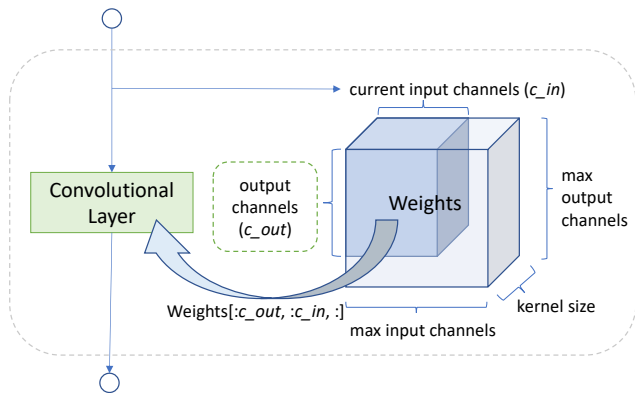 current input channels (c_in)
Convolutional
Layer
output
channels
(c_out)
Weights
max
output
channels
kernel size
Weights[:c_out, :c_in, :]
max input channels